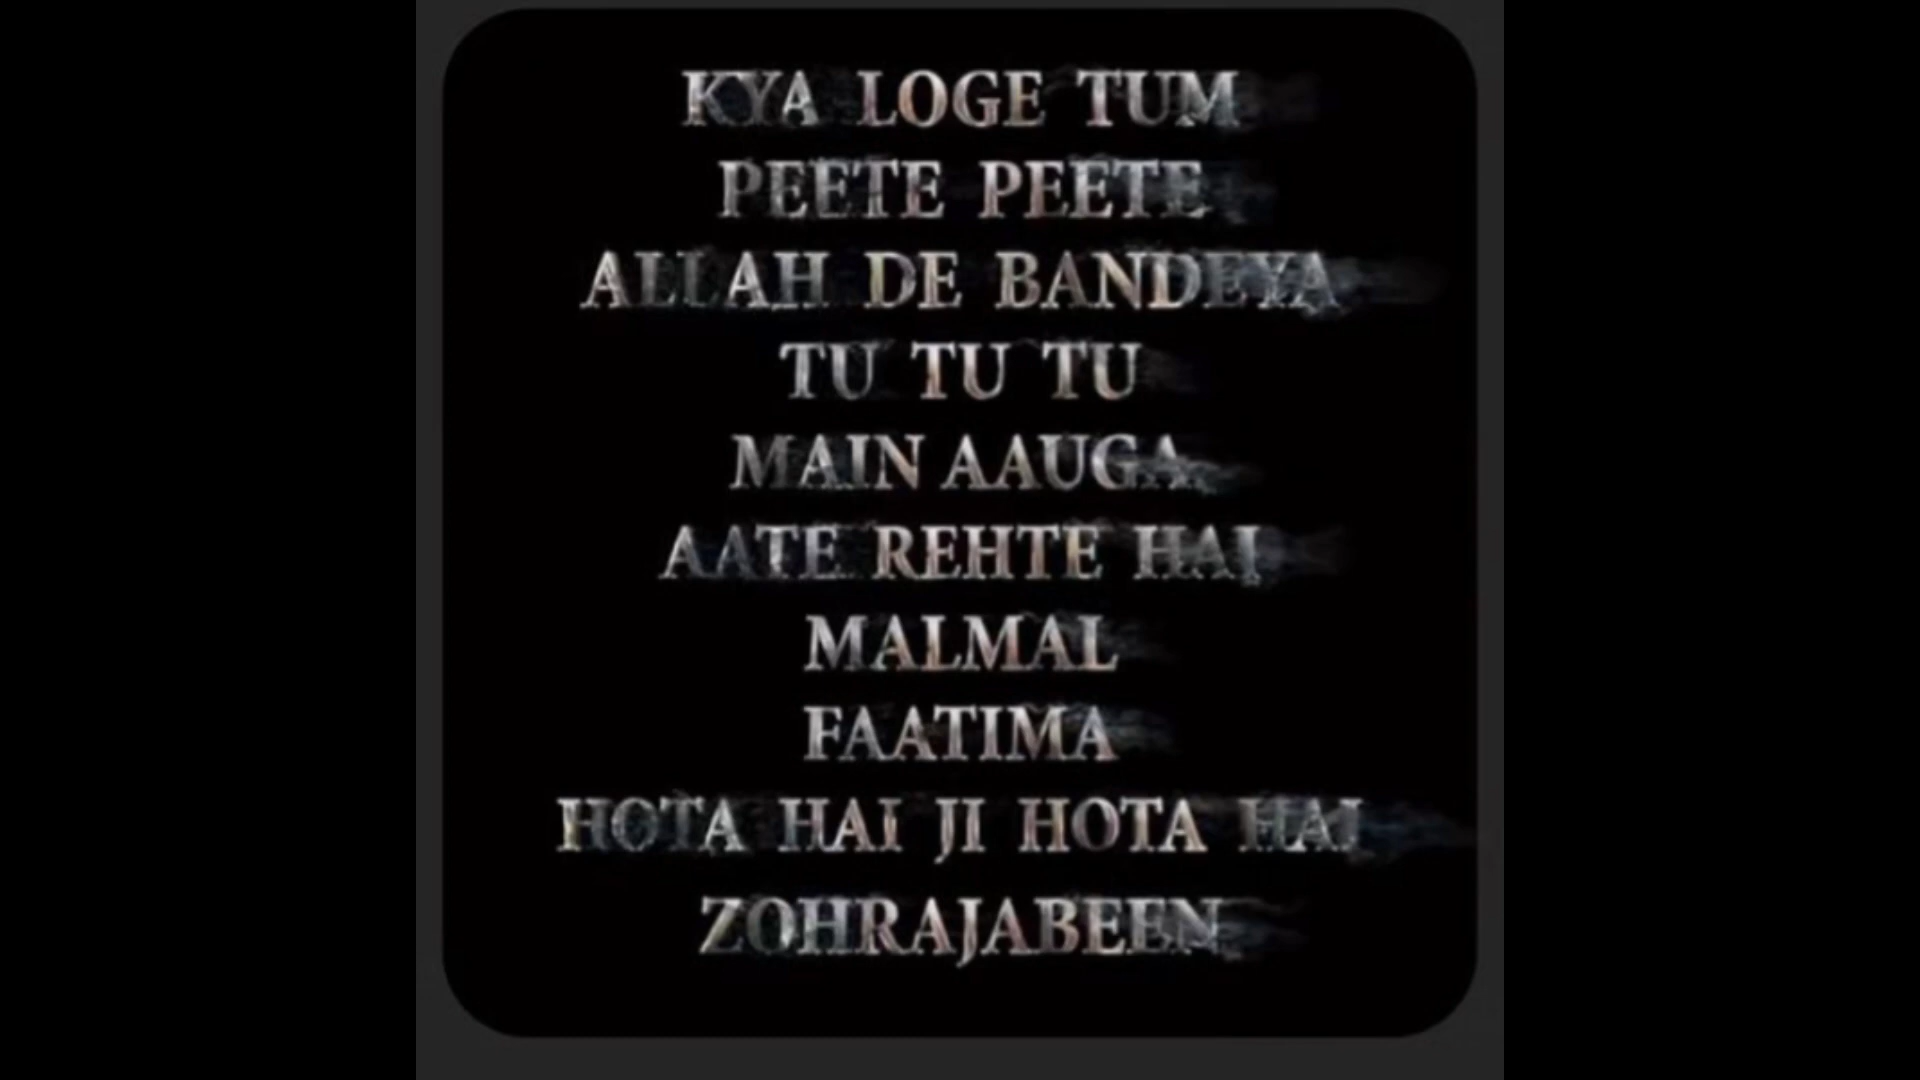 KYA LOGE TUM
PEETE PEETE
ALLAH DE BANDEYA
TU TU TU
MAIN AAUGA
AATE REHTE HAI
MALMAL
FAATIMA
HOTA HAI JI HOTA HAI
ZOHRAJABEEN